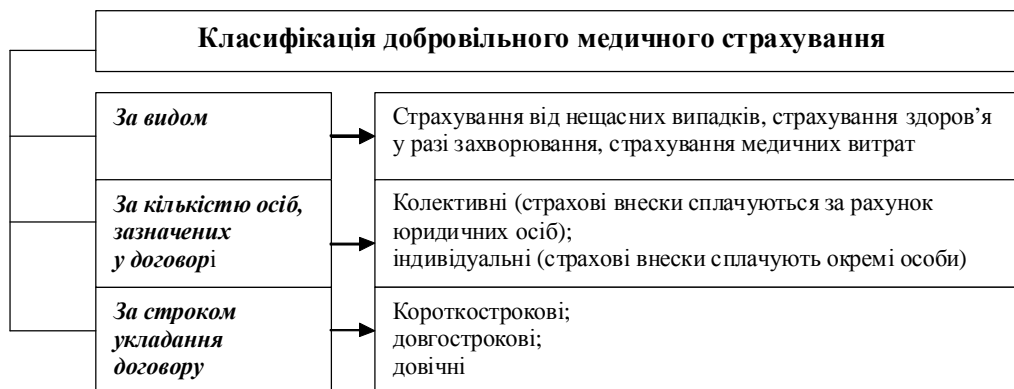 Класифікація добровільного медичного страхування
За видом
Страхування від нещасних випадків, страхування здоров’я
у разі захворювання, страхування медичних витрат
За кількістю осіб,
зазначених
у договорі
Колективні (страхові внески сплачуються за рахунок
юридичних осіб);
індивідуальні (страхові внески сплачують окремі особи)
За строком
укладання
договору
Короткострокові;
довгострокові;
довічні